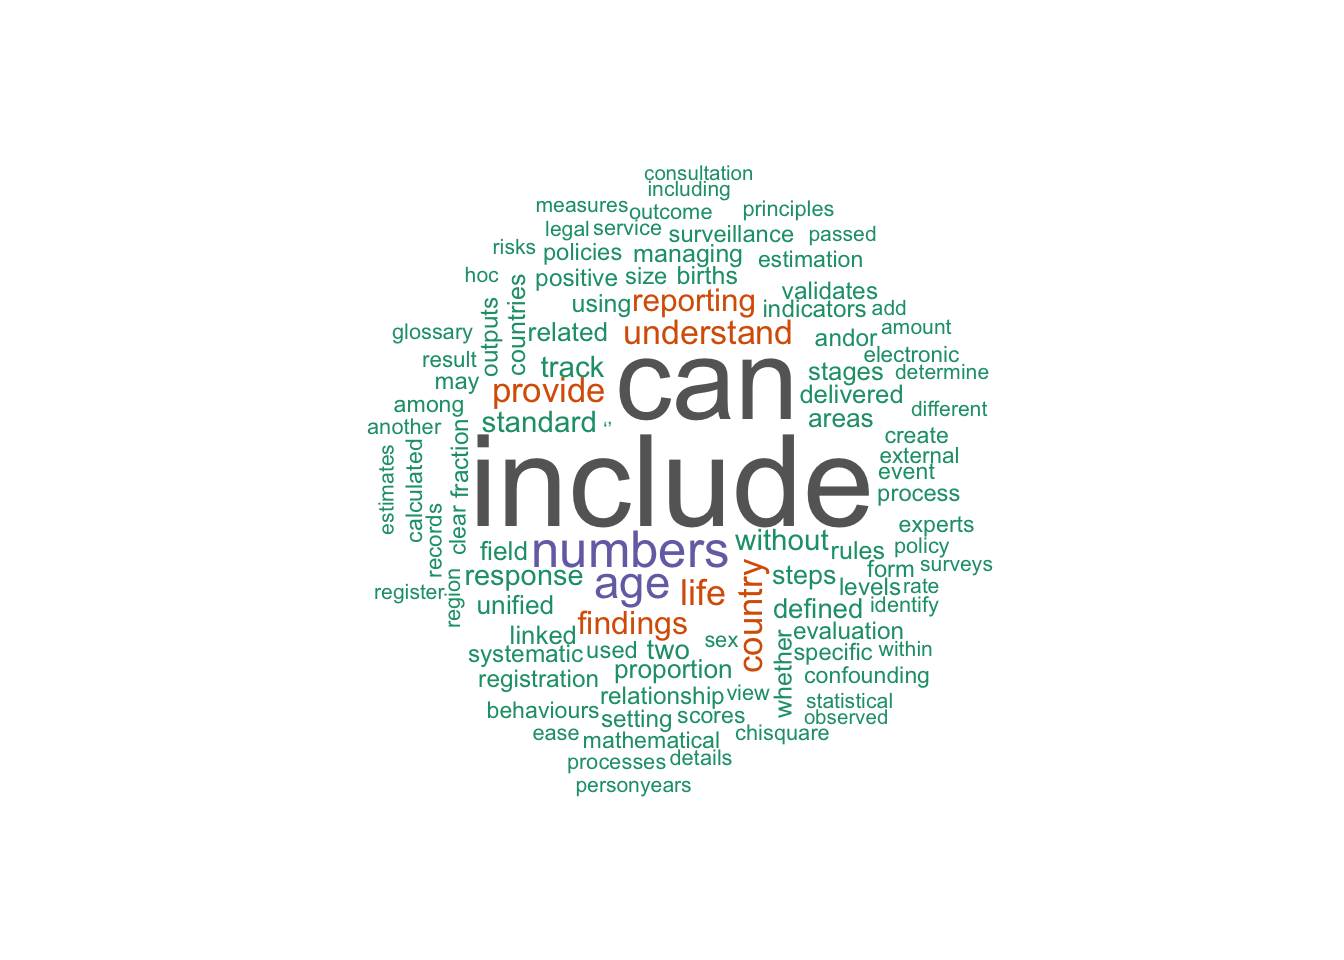 consultation
including
measures
outcome
principles
legal
service
surveillance
passed
risks
policies
managing
estimation
hoc
positive
size
births
validates
using
reporting
indicators
add
outputs
countries
glossary
related
understand
andor
amount
result
track
can
stages
electronic
determine
may
provide
delivered
among
different
another
standard
“”
areas
create
estimates
calculated
fraction
include
external
event
process
records
clear
experts
field
numbers
without
rules
policy
surveys
register
region
response
age
life
country
steps
form
levels
rate
unified
defined
identify
linked
findings
sex
whether
evaluation
systematic
used
two
specific
within
registration
proportion
confounding
relationship
view
statistical
behaviours
setting
scores
observed
ease
mathematical
chisquare
processes
details
personyears